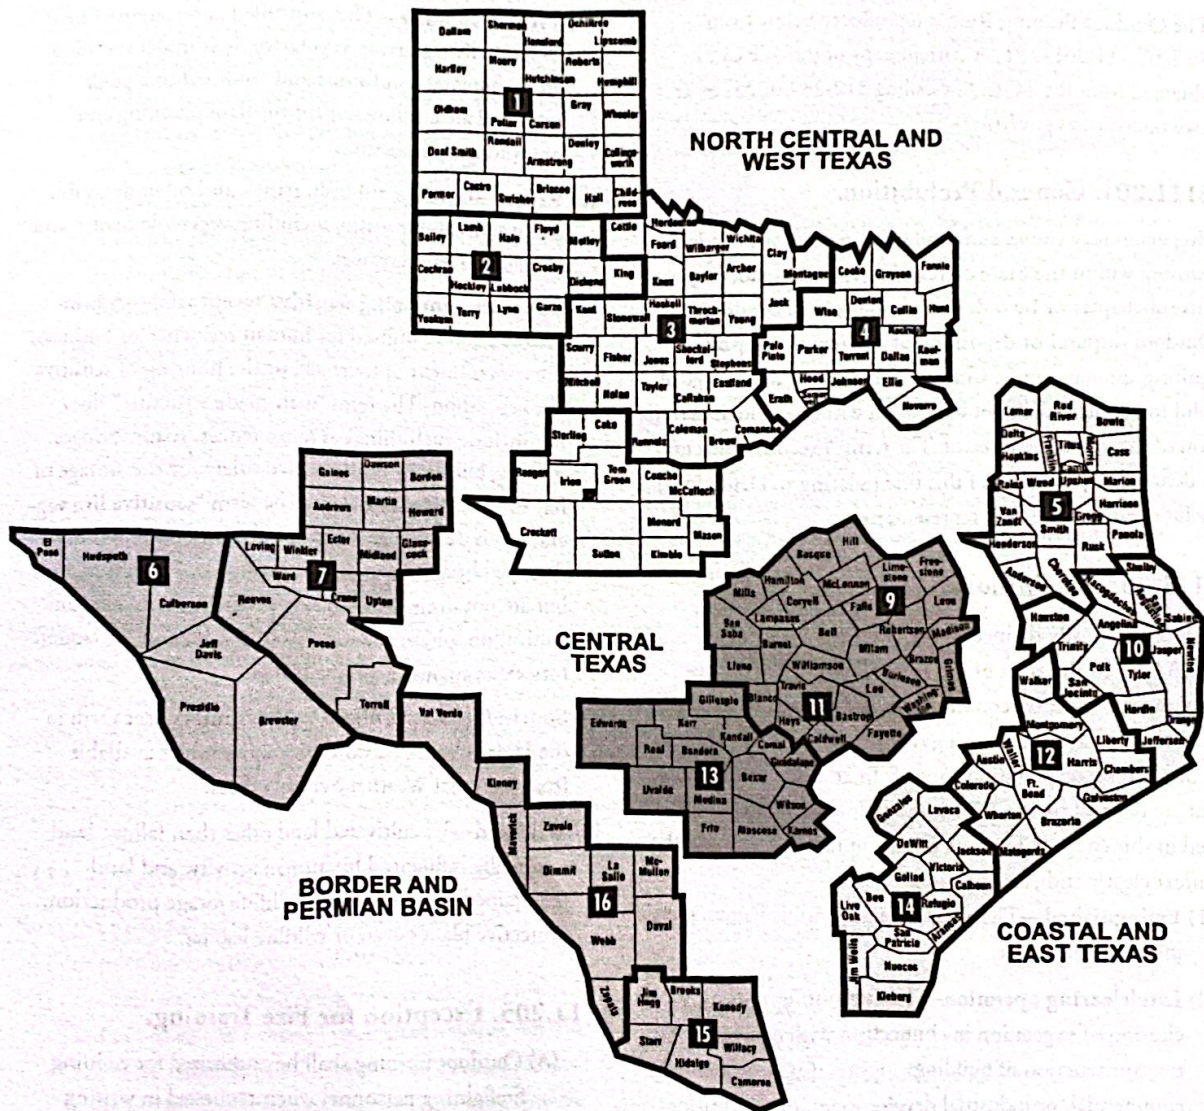 Dallam Sherman Hansford Ochiltree Lipscomb
Hartley Moore Hutchinson Roberts Hemphill
1
Oldham Potter Carson Gray Wheeler
Deaf Smith Randall Armstrong Donley Collingsworth
Parmer Castro Swisher Briscoe Hall Childress
NORTH CENTRAL AND
WEST TEXAS
Bailey Lamb Hale Floyd Motley Cottle
Cochran Hockley Lubbock Crosby Dickens King
2
Yoakum Terry Lynn Garza
Hardeman Foard Wilbarger Wichita Clay Montague
Knox Baylor Archer Jack
Kent Stonewall Haskell Throckmorton Young
3
Scurry Fisher Jones Shackelford Stephens
Mitchell Nolan Taylor Callahan Eastland
Coleman Brown Comanche Runnels
Cooke Grayson Fannin
Wise Denton Collin Hunt
4
Palo Pinto Parker Tarrant Dallas Rockwall Kaufman
Erath Hood Johnson Ellis Navarro
Sterling Coke
Reagan Irion Tom Green Concho McCulloch
Crockett Menard Mason
Sutton Kimble
Gaines Dawson Borden
Andrews Martin Howard
Loving Winkler Ector Midland Glasscock
Ward Crane Upton
7
Reeves Pecos Terrell
El Paso Hudspeth
6
Culberson
Jeff Davis
Presidio Brewster
Lamar Red River Bowie
Delta Hopkins Franklin Titus Morris Cass
Camp
Rains Wood Upshur Marion
5
Van Zandt Smith Gregg Harrison
Henderson Rusk Panola
Anderson Cherokee Nacogdoches Shelby
San Augustine Sabine
Houston Angelina
Trinity Polk Tyler Jasper Newton
10
Walker San Jacinto Hardin Orange
Montgomery Liberty Jefferson
12
Austin Waller Harris Chambers
Colorado Ft. Bend Galveston
Wharton Brazoria
Matagorda
CENTRAL
TEXAS
Bosque Hill
Hamilton McLennan Limestone Freestone
Mills Coryell Falls Leon
9
San Saba Lampasas Bell Robertson Madison
Burnet Milam Brazos Grimes
Llano Williamson Burleson
Blanco Travis Lee Washington
11
Hays Bastrop Fayette
Caldwell
Gillespie
Edwards Kerr Kendall Comal
Real Bandera Guadalupe
13
Uvalde Medina Bexar Wilson
Frio Atascosa Karnes
Gonzales Lavaca
DeWitt Jackson
Victoria
Goliad Calhoun
Bee Refugio
14
Live Oak San Patricio Aransas
Jim Wells Nueces
Kleberg
COASTAL AND
EAST TEXAS
BORDER AND
PERMIAN BASIN
Val Verde
Kinney
Maverick Zavala
Dimmit La Salle McMullen
16
Webb Duval
Zapata Jim Hogg Brooks Kenedy
15
Starr Willacy
Hidalgo
Cameron